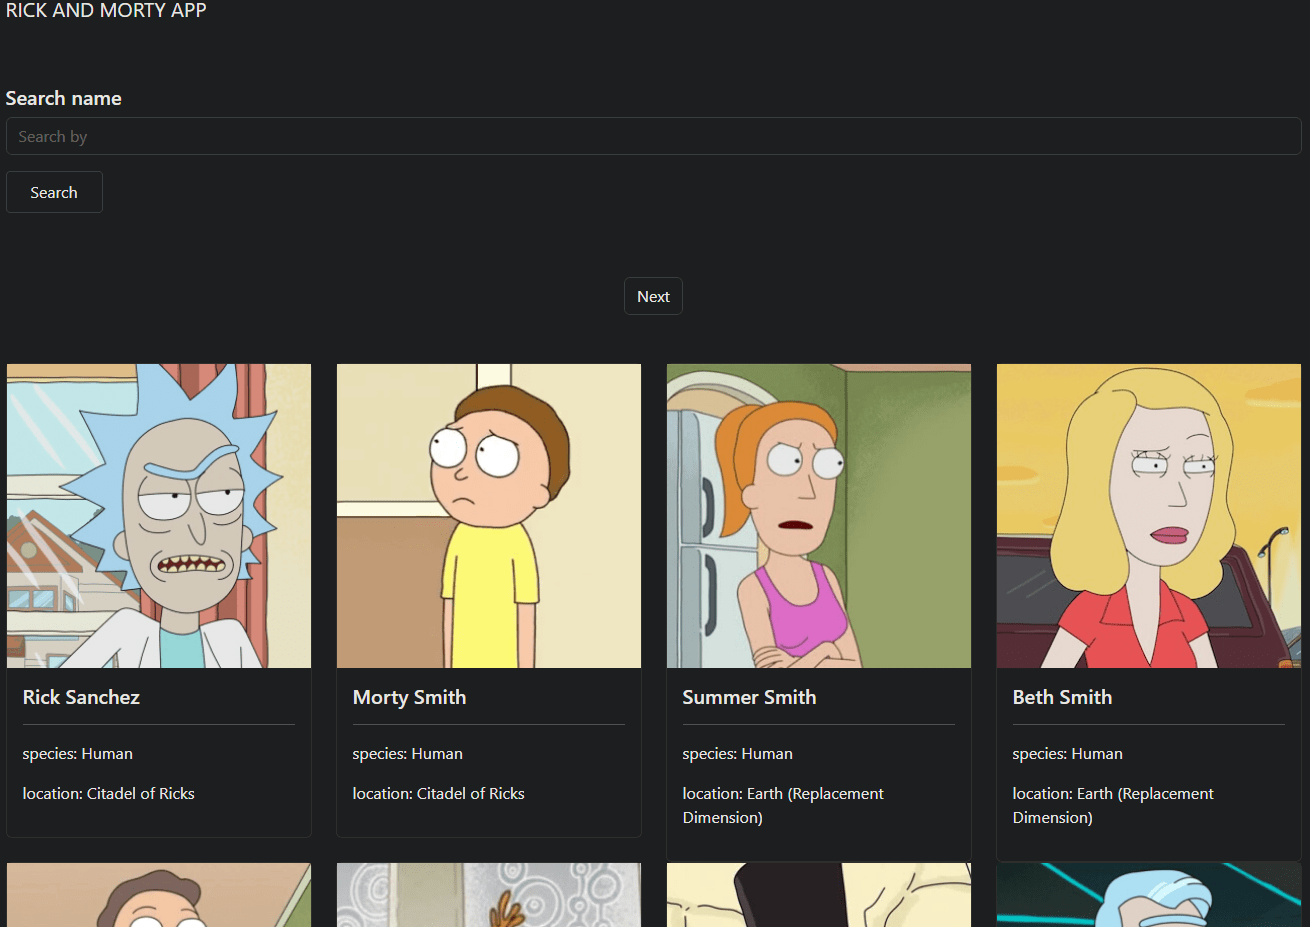 RICK AND MORTY APP
Search name
Search by
Search
Next
Rick Sanchez
species: Human
location: Citadel of Ricks
Morty Smith
species: Human
location: Citadel of Ricks
Summer Smith
species: Human
location: Earth (Replacement
Dimension)
Beth Smith
species: Human
location: Earth (Replacement
Dimension)